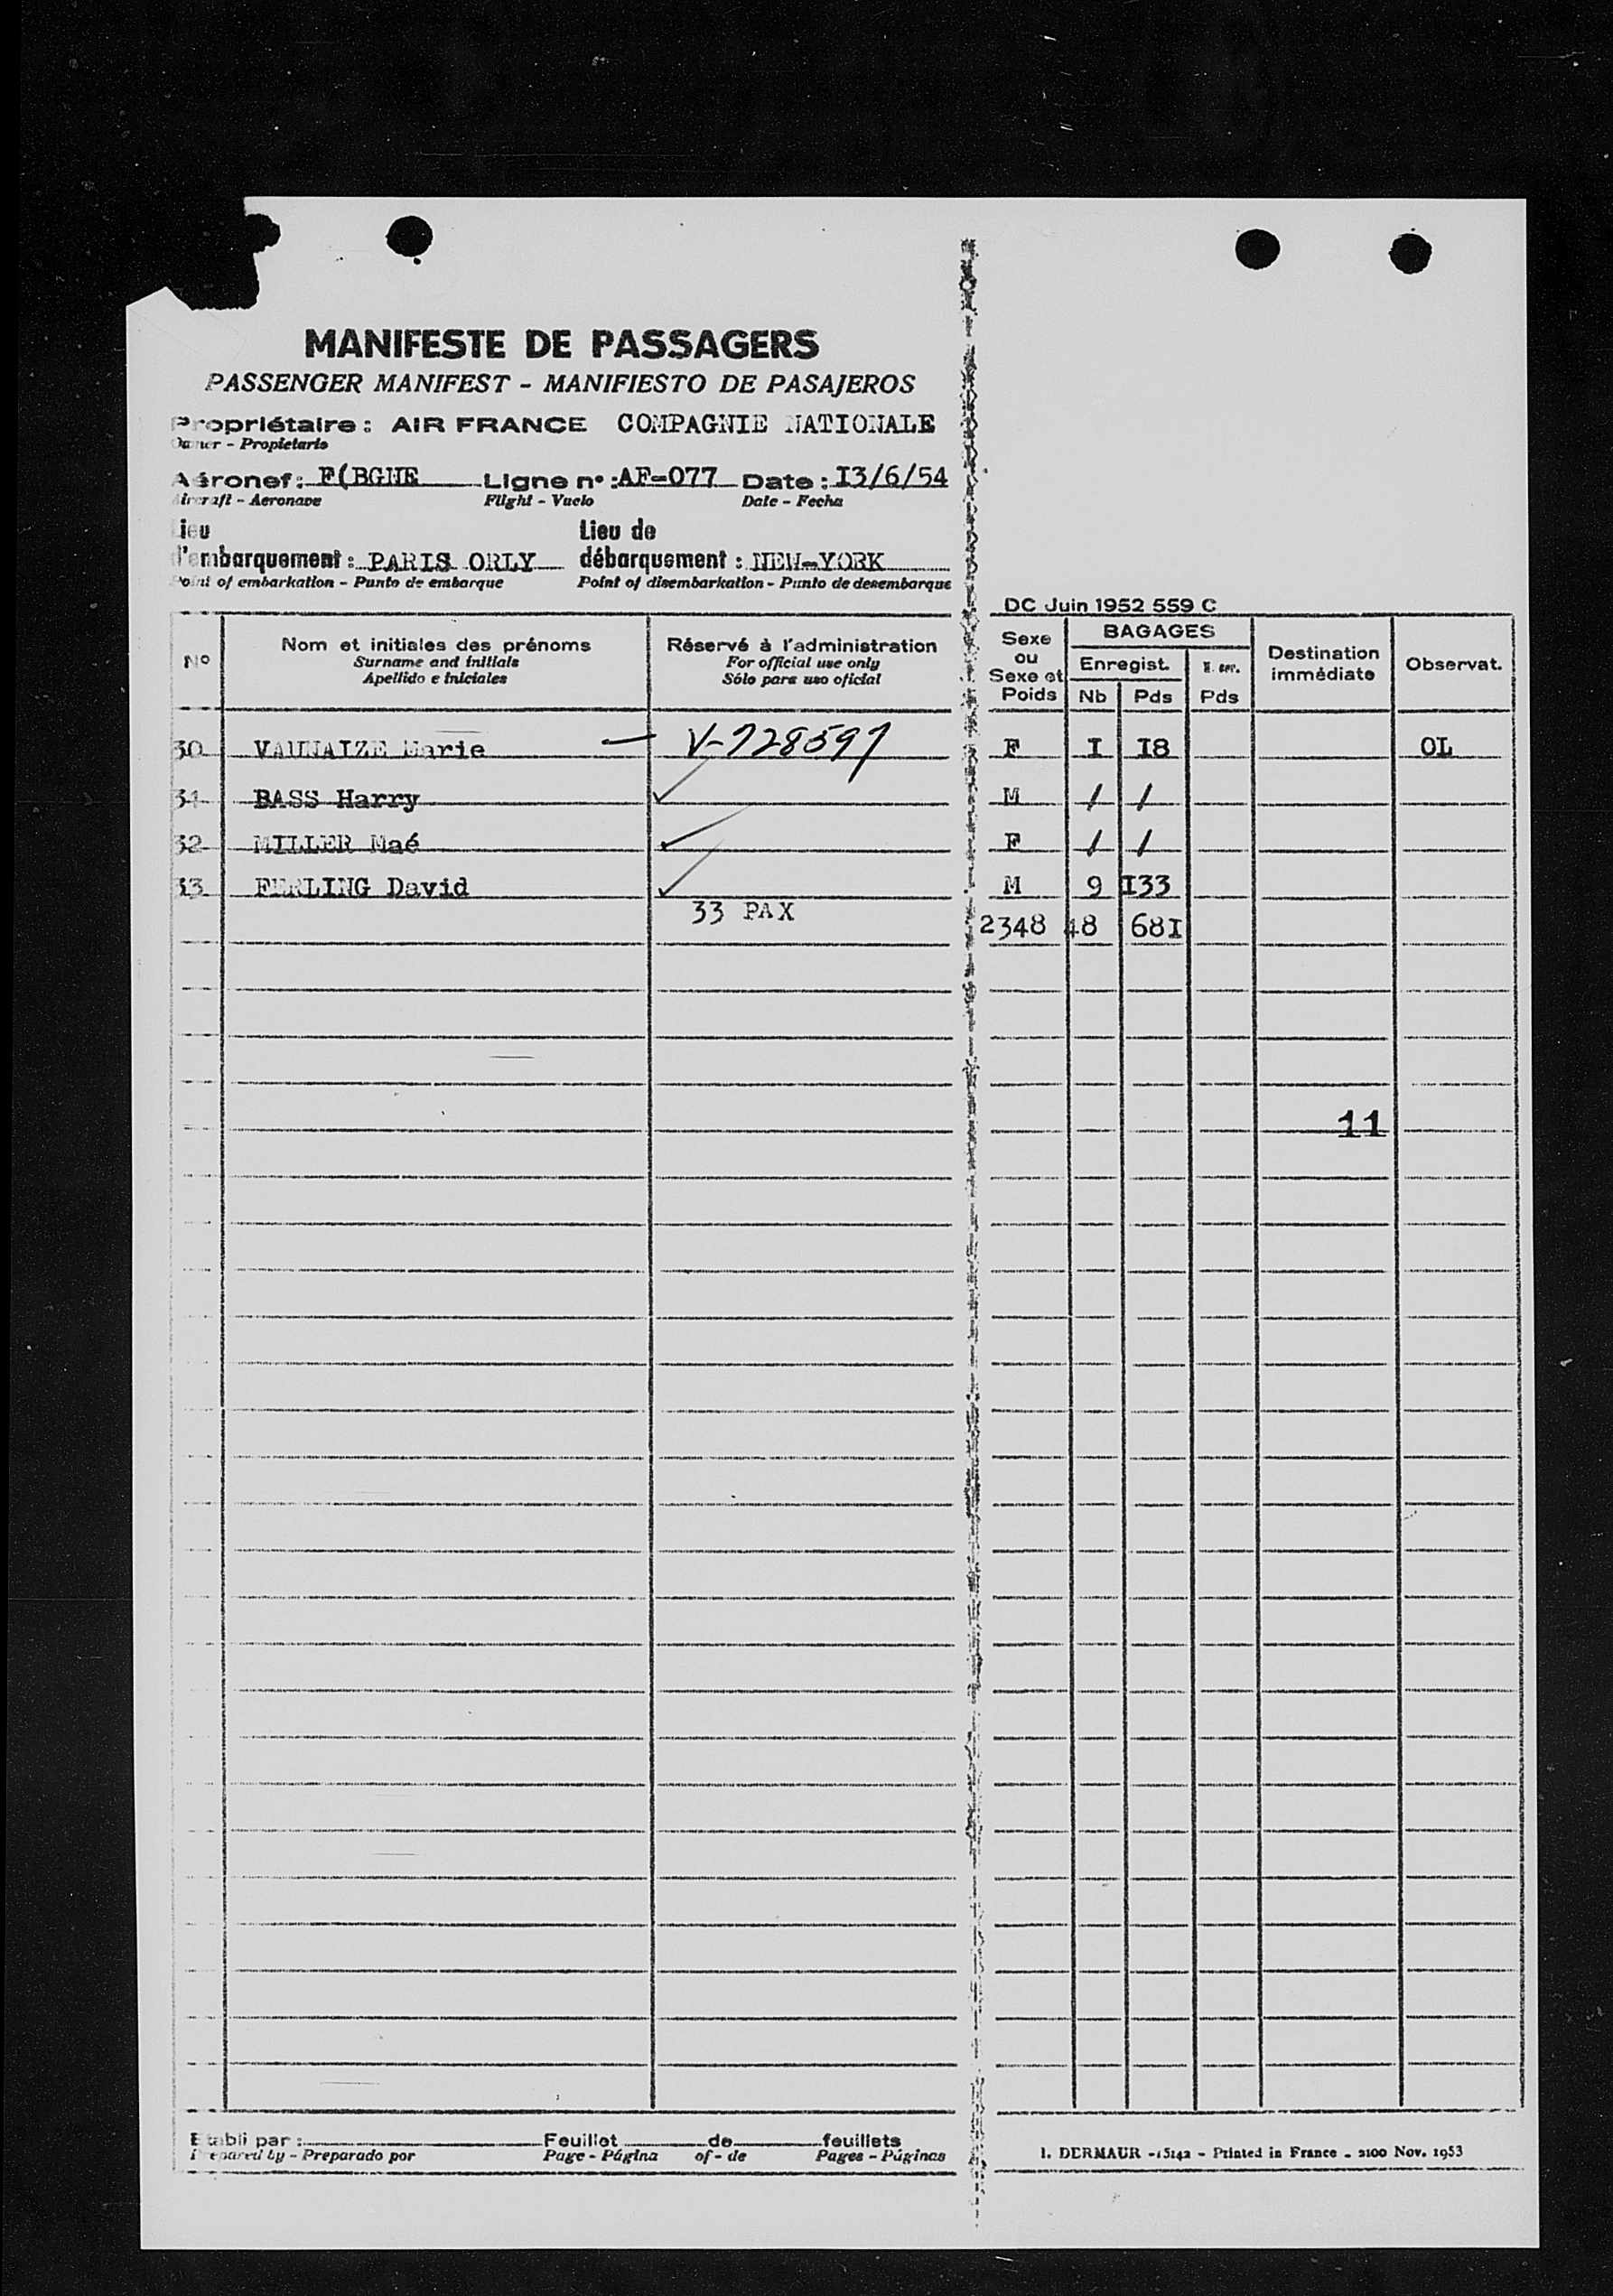 MANIFESTE DE PASSAGERS
PASSENGER MANIFEST - MANIFIESTO DE PASAJEROS
Propriétaire : AIR FRANCE COMPAGNIE NATIONALE
Owner - Propietario
Aéronef : F(BGNE Ligne n° : AF-077 Date : I3/6/54
Aircraft - Aeronave Flight - Vuelo Date - Fecha
Lieu Lieu de
d'embarquement : PARIS ORLY débarquement : NEW-YORK
Point of embarkation - Punto de embarque Point of disembarkation - Punto de desembarque
DC Juin 1952 559 C
N° Nom et initiales des prénoms Réservé à l'administration Sexe ou Sexe et Poids BAGAGES Destination immédiate Observat.
Surname and initials For official use only Enregist.
Apellido e iniciales Sólo para uso oficial Nb Pds Pds
30 Marie V-728597 F I I8 OL
31 BASS Harry ✓ M / /
32 MILLER Maé ✓ F / /
33 FERLING David ✓ M 9 I33
33 PAX 2348 48 68I
11
Etabli par : Feuillet de feuillets
Prepared by - Preparado por Page - Página of - de Pages - Páginas
I. DERMAUR - 15142 - Printed in France - 2100 Nov. 1953